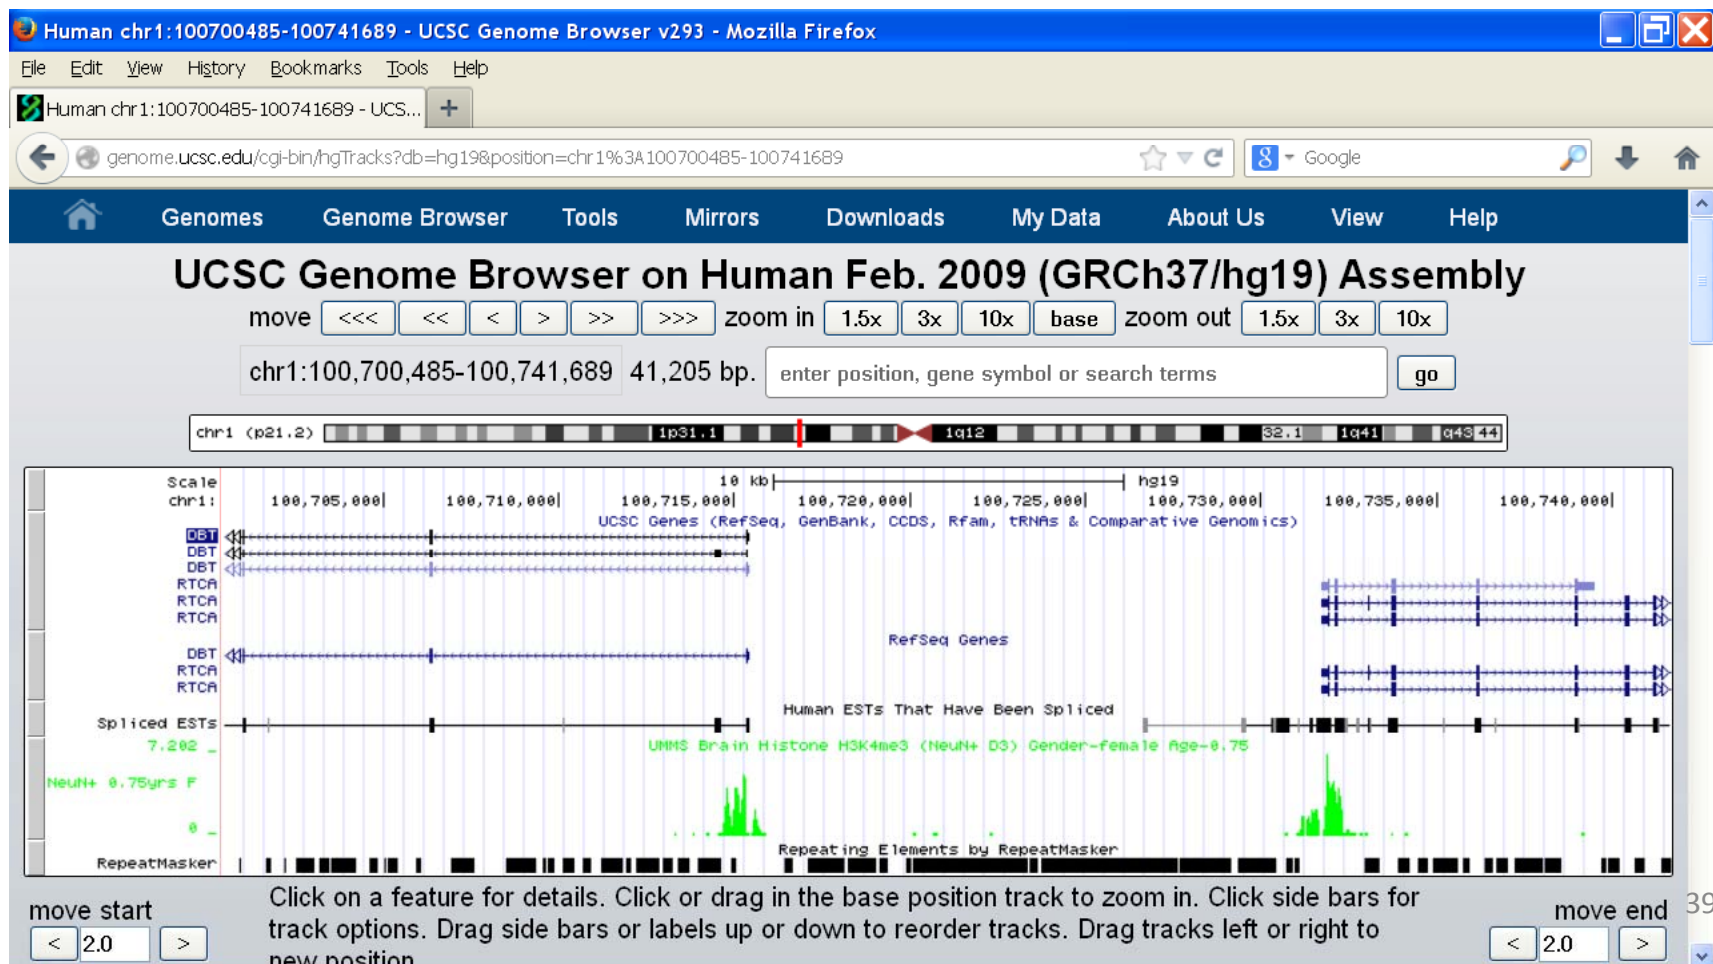 Human chr1:100700485-100741689 - UCSC Genome Browser v293 - Mozilla Firefox
File Edit View History Bookmarks Tools Help
Human chr1:100700485-100741689 - UCS... +
genome.ucsc.edu/cgi-bin/hgTracks?db=hg19&position=chr1%3A100700485-100741689 8 Google
Genomes Genome Browser Tools Mirrors Downloads My Data About Us View Help
UCSC Genome Browser on Human Feb. 2009 (GRCh37/hg19) Assembly
move <<< << < > >> >>> zoom in 1.5x 3x 10x base zoom out 1.5x 3x 10x
chr1:100,700,485-100,741,689 41,205 bp. enter position, gene symbol or search terms go
chr1 (p21.2) 1p31.1 1q12 32.1 1q41 q43 44
Scale 10 kb hg19
chr1: 100,705,000| 100,710,000| 100,715,000| 100,720,000| 100,725,000| 100,730,000| 100,735,000| 100,740,000|
UCSC Genes (RefSeq, GenBank, CCDS, Rfam, tRNAs & Comparative Genomics)
DBT
DBT
DBT
RTCA
RTCA
RTCA
RefSeq Genes
DBT
RTCA
RTCA
Human ESTs That Have Been Spliced
Spliced ESTs
7.202 _ UMMS Brain Histone H3K4me3 (NeuN+ D3) Gender-female Age-0.75
NeuN+ 0.75yrs F
0 _
Repeating Elements by RepeatMasker
RepeatMasker
Click on a feature for details. Click or drag in the base position track to zoom in. Click side bars for
track options. Drag side bars or labels up or down to reorder tracks. Drag tracks left or right to
new position.
move start
< 2.0 >
move end
< 2.0 >
39